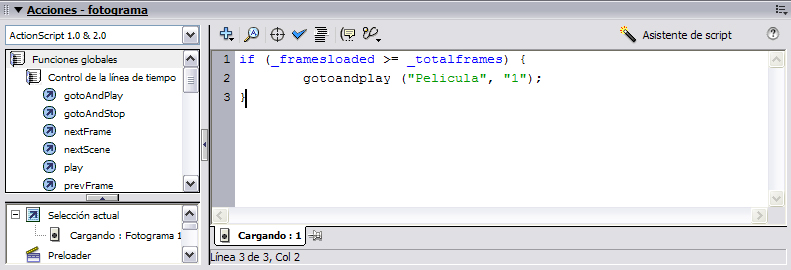 Acciones - fotograma
ActionScript 1.0 & 2.0
Asistente de script
Funciones globales
Control de la línea de tiempo
gotoAndPlay
gotoAndStop
nextFrame
nextScene
play
prevFrame
Selección actual
Cargando : Fotograma 1
Preloader
1 if (_framesloaded >= _totalframes) {
2 gotoandplay ("Pelicula", "1");
3 }
Cargando : 1
Línea 3 de 3, Col 2